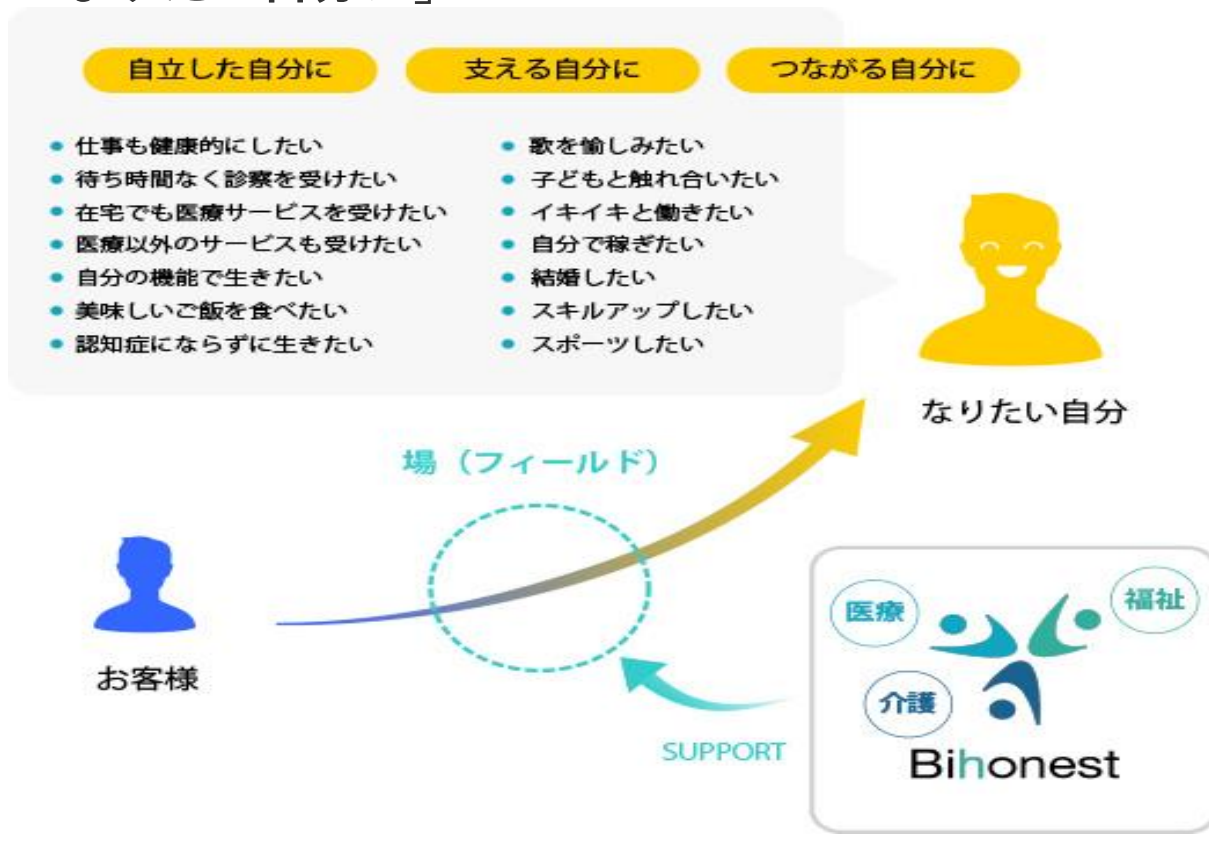 自立した自分に
支える自分に
つながる自分に
仕事も健康的にしたい
待ち時間なく診察を受けたい
在宅でも医療サービスを受けたい
医療以外のサービスも受けたい
自分の機能で生きたい
美味しいご飯を食べたい
認知症にならずに生きたい
歌を愉しみたい
子どもと触れ合いたい
イキイキと働きたい
自分で稼ぎたい
結婚したい
スキルアップしたい
スポーツしたい
なりたい自分
場（フィールド）
お客様
SUPPORT
医療
福祉
介護
Bihonest